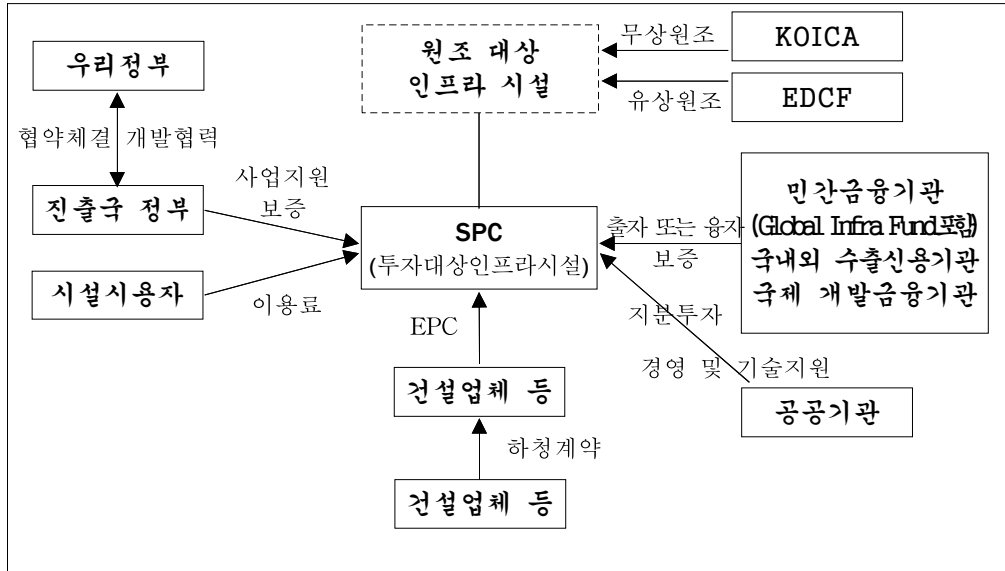 원조 대상
인프라 시설
무상원조
KOICA
유상원조
EDCF
우리정부
협약체결 개발협력
진출국 정부
사업지원
보증
시설시용자
이용료
SPC
(투자대상인프라시설)
출자 또는 융자
보증
민간금융기관
(Global Infra Fund포함)
국내외 수출신용기관
국제 개발금융기관
지분투자
경영 및 기술지원
공공기관
EPC
건설업체 등
하청계약
건설업체 등